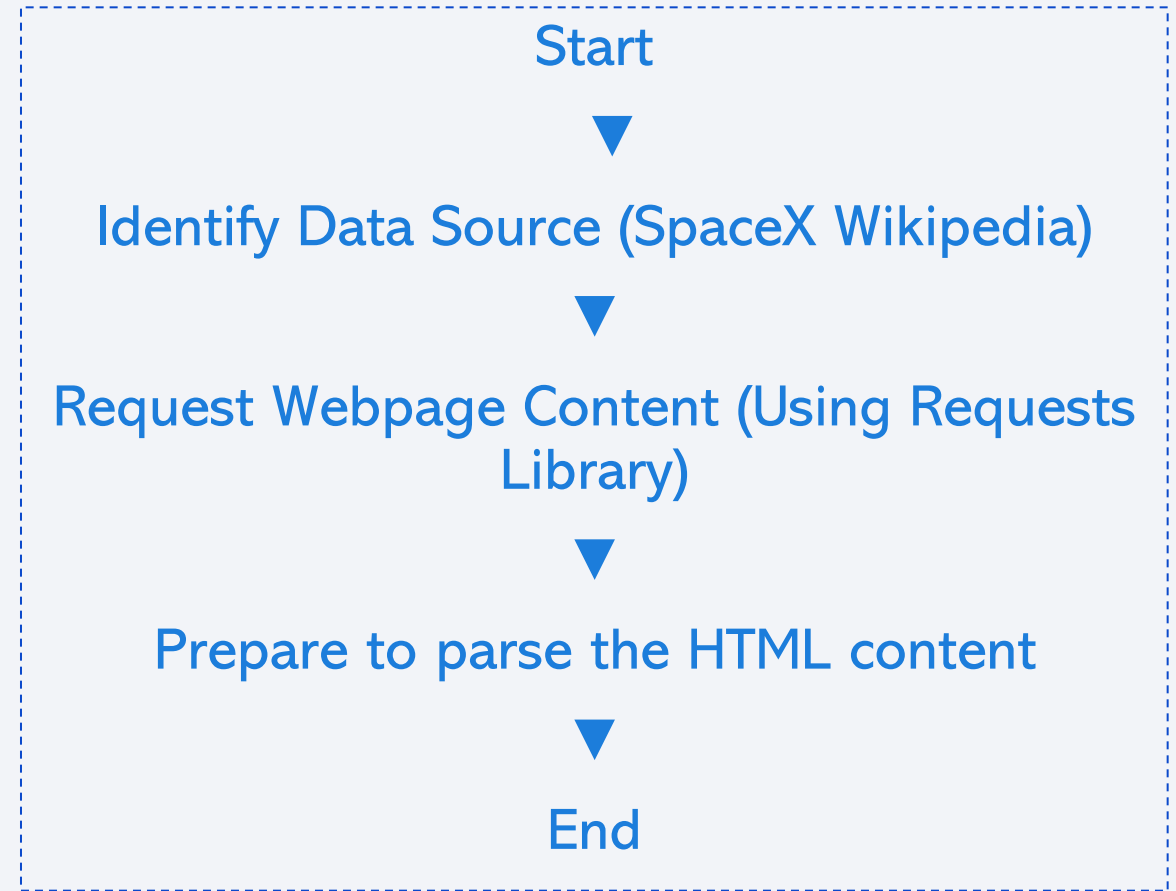 Start
Identify Data Source (SpaceX Wikipedia)
Request Webpage Content (Using Requests
Library)
Prepare to parse the HTML content
End